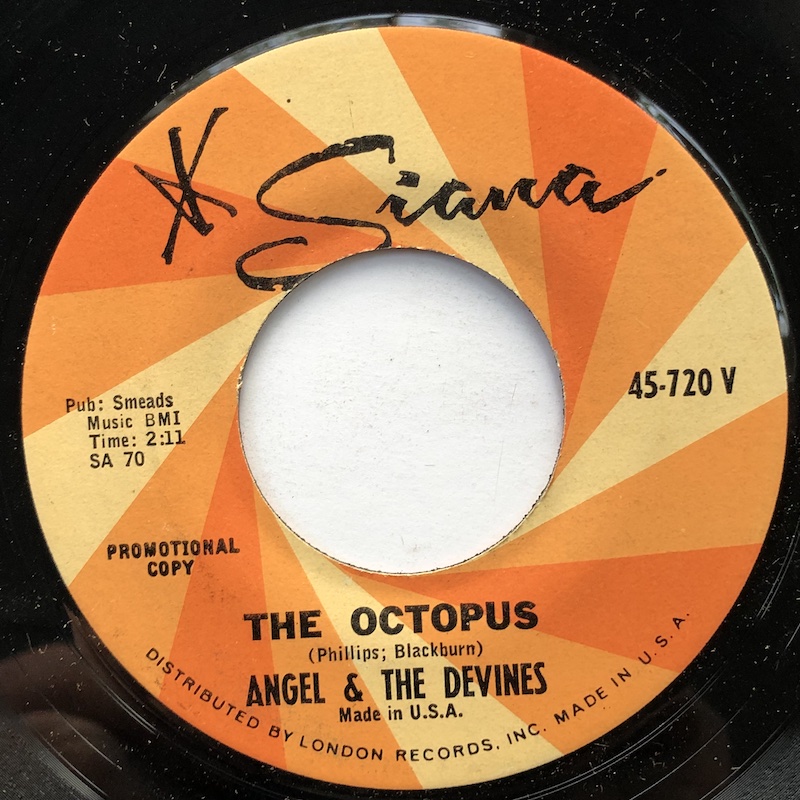 Siana
45-720 V
Pub: Smeads
Music BMI
Time: 2:11
SA 70
PROMOTIONAL
COPY
THE OCTOPUS
(Phillips; Blackburn)
ANGEL & THE DEVINES
Made in U.S.A.
DISTRIBUTED BY LONDON RECORDS, INC. MADE IN U.S.A.